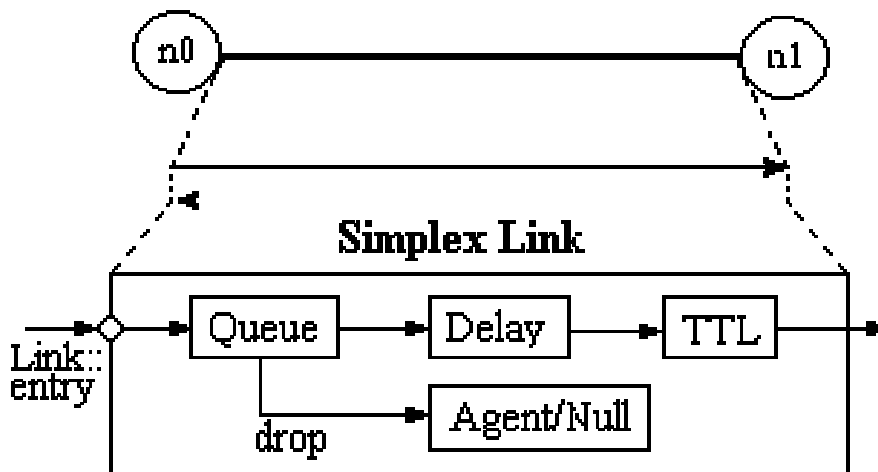 n0
n1
Simplex Link
Link::
entry
Queue
Delay
TTL
drop
Agent/Null